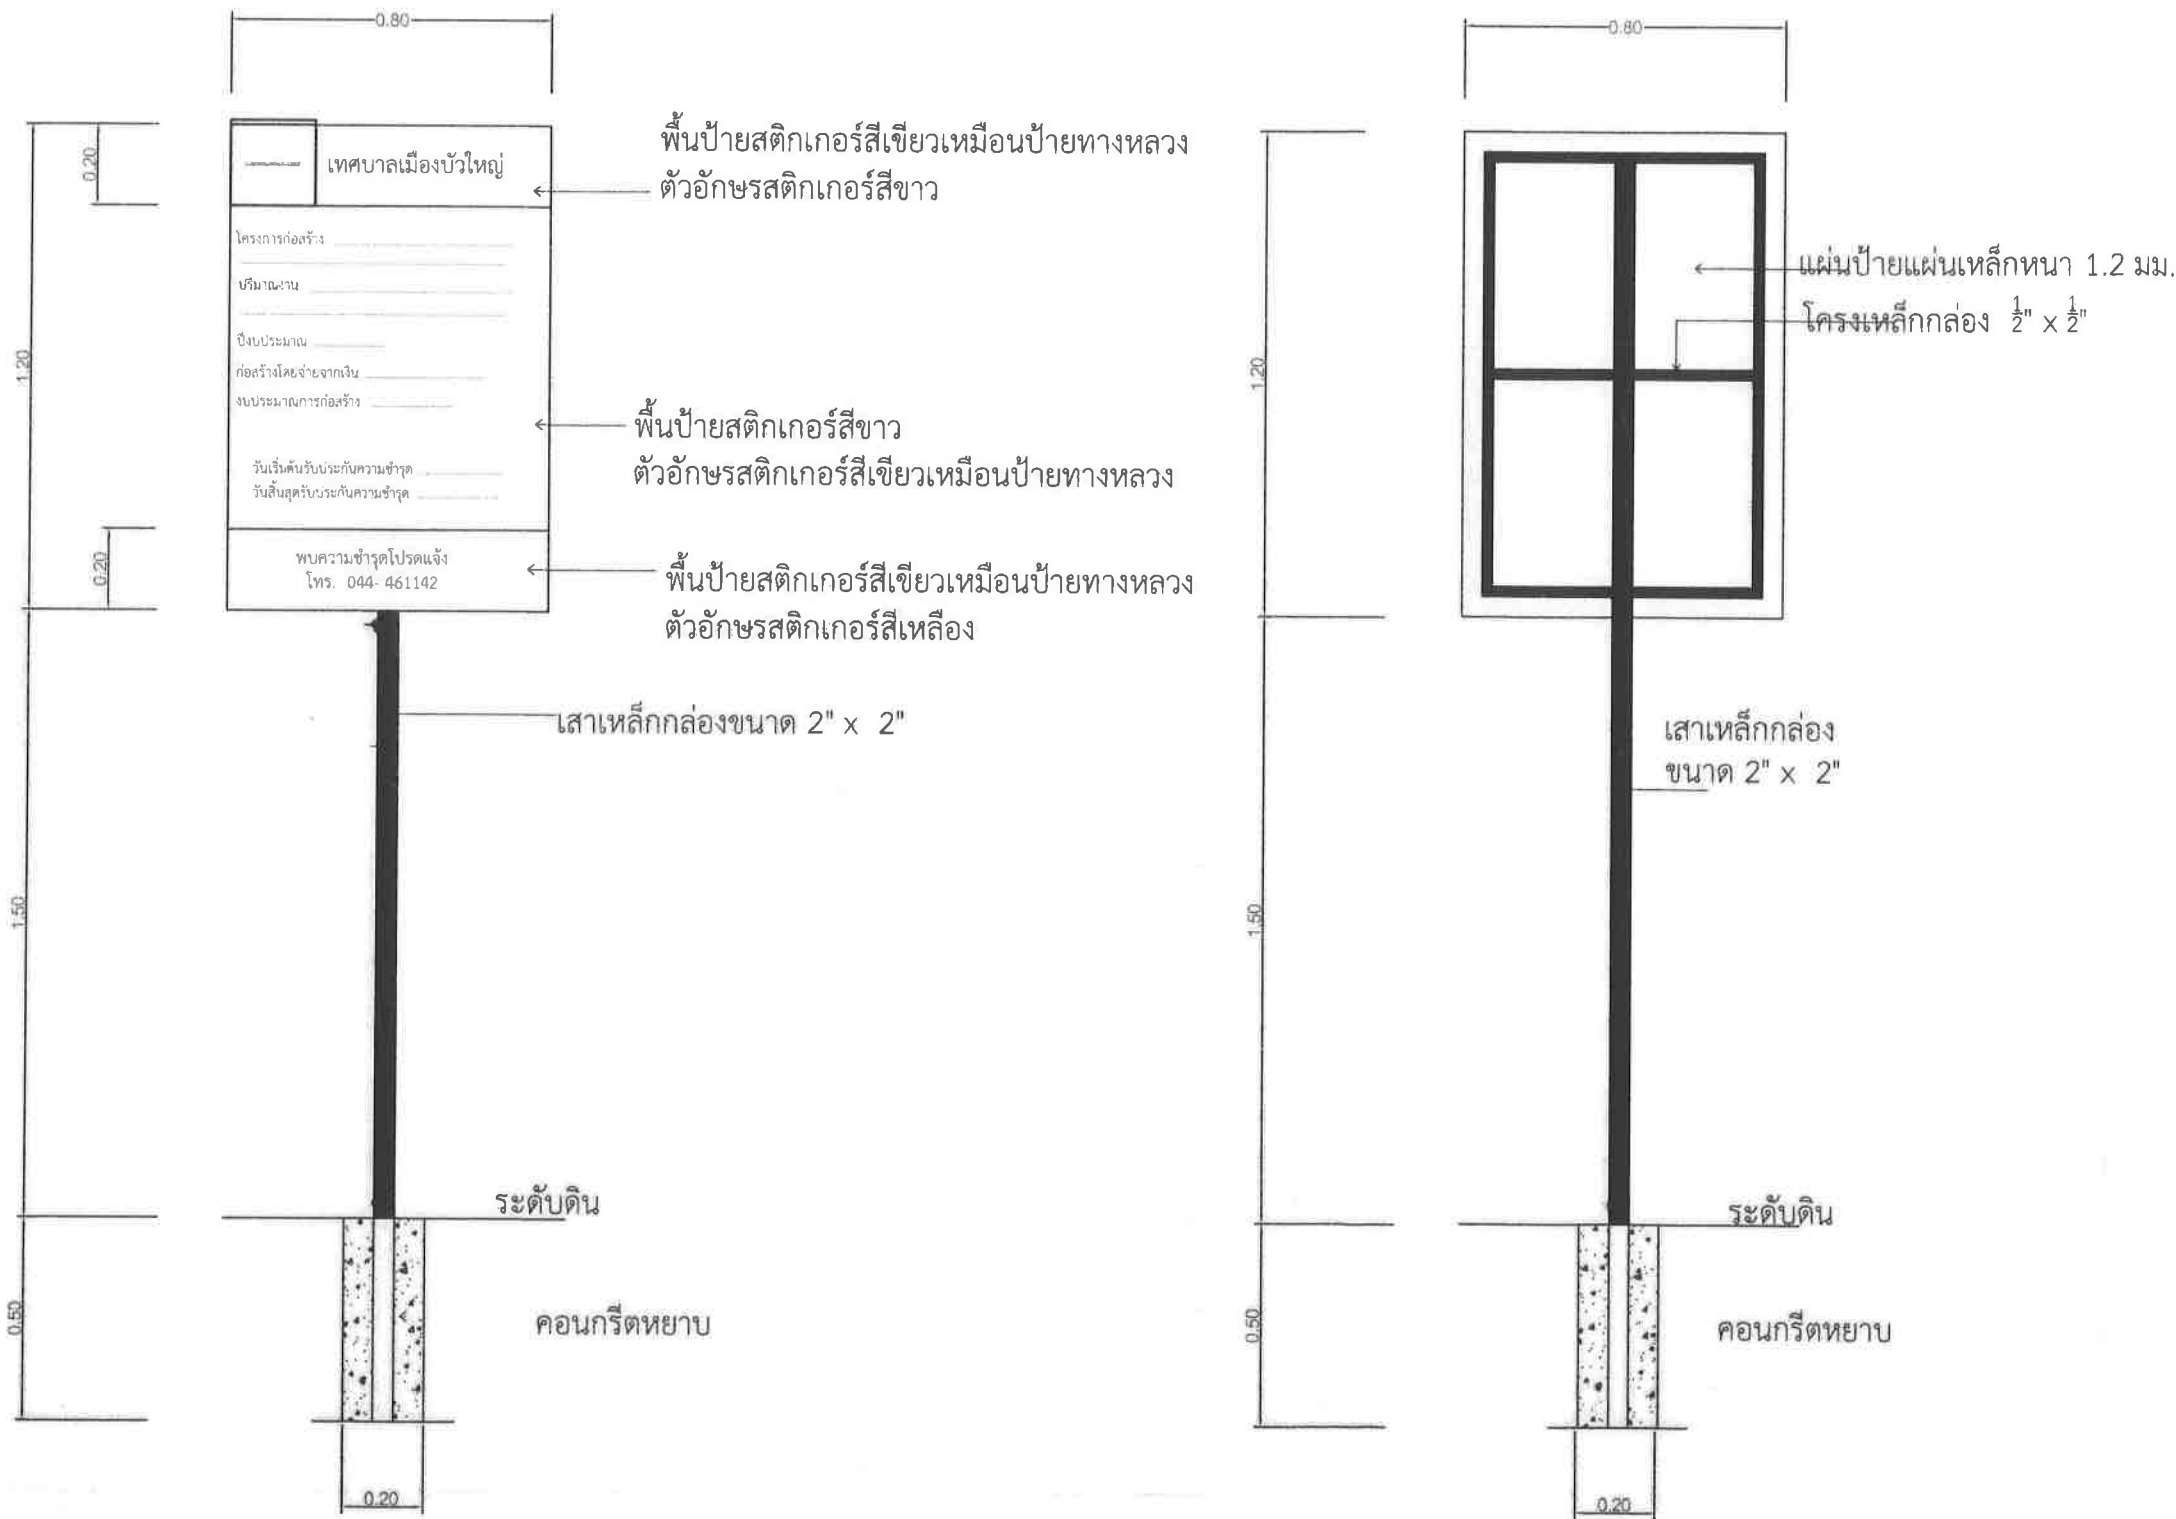 0.80
0.20
1.20
0.20
1.50
0.50
0.20
เทศบาลเมืองบัวใหญ่
โครงการก่อสร้าง
ปริมาณงาน
ปีงบประมาณ
ก่อสร้างโดยจ่ายจากเงิน
งบประมาณการก่อสร้าง
วันเริ่มต้นรับประกันความชำรุด
วันสิ้นสุดรับประกันความชำรุด
พบความชำรุดโปรดแจ้ง
โทร. 044- 461142
พื้นป้ายสติกเกอร์สีเขียวเหมือนป้ายทางหลวง
ตัวอักษรสติกเกอร์สีขาว
พื้นป้ายสติกเกอร์สีขาว
ตัวอักษรสติกเกอร์สีเขียวเหมือนป้ายทางหลวง
พื้นป้ายสติกเกอร์สีเขียวเหมือนป้ายทางหลวง
ตัวอักษรสติกเกอร์สีเหลือง
เสาเหล็กกล่องขนาด 2" x 2"
ระดับดิน
คอนกรีตหยาบ
0.80
1.20
1.50
0.50
0.20
แผ่นป้ายแผ่นเหล็กหนา 1.2 มม.
โครงเหล็กกล่อง 1/2" x 1/2"
เสาเหล็กกล่อง
ขนาด 2" x 2"
ระดับดิน
คอนกรีตหยาบ